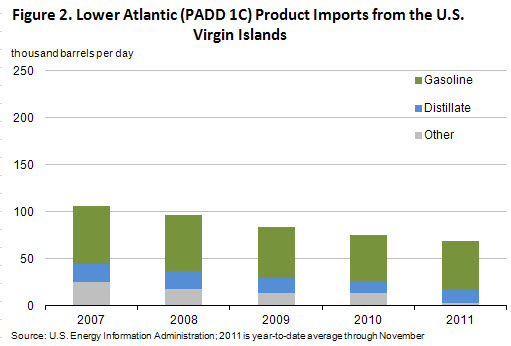 Figure 2. Lower Atlantic (PADD 1C) Product Imports from the U.S.
Virgin Islands
thousand barrels per day
250
Gasoline
200
Distillate
Other
150
100
50
0
2007 2008 2009 2010 2011
Source: U.S. Energy Information Administration; 2011 is year-to-date average through November